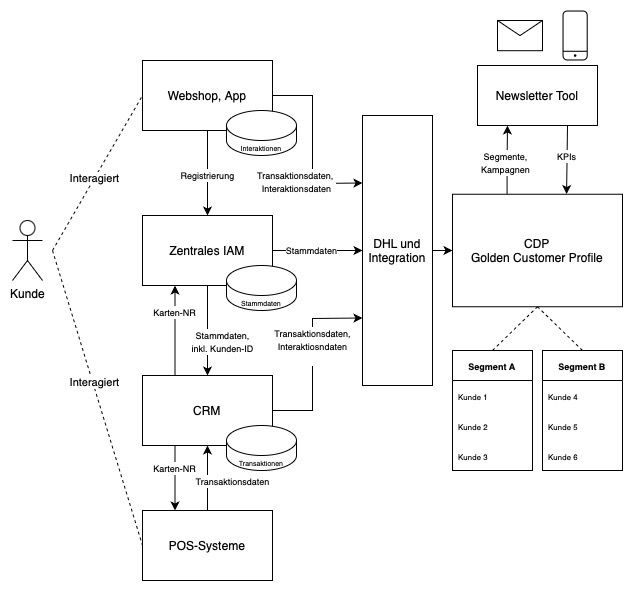 Webshop, App
Interaktionen
Newsletter Tool
Segmente,
Kampagnen
KPIs
Interagiert
Registrierung
Transaktionsdaten,
Interaktionsdaten
Kunde
Zentrales IAM
Stammdaten
Stammdaten
DHL und
Integration
CDP
Golden Customer Profile
Karten-NR
Stammdaten,
inkl. Kunden-ID
Transaktionsdaten,
Interaktiosndaten
Interagiert
CRM
Transaktionen
Segment A
Kunde 1
Kunde 2
Kunde 3
Segment B
Kunde 4
Kunde 5
Kunde 6
Karten-NR
Transaktionsdaten
POS-Systeme